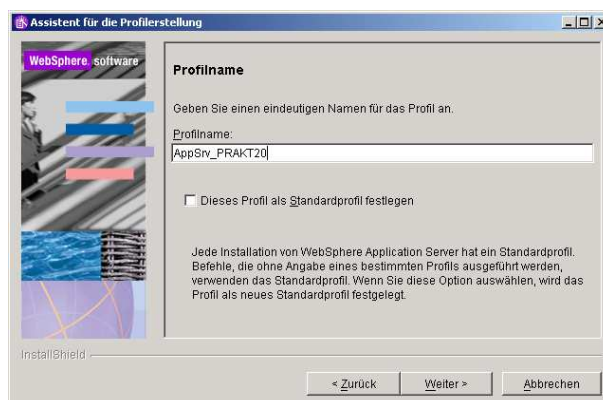 Assistent für die Profilerstellung
WebSphere. software
Profilname
Geben Sie einen eindeutigen Namen für das Profil an.
Profilname:
AppSrv_PRAKT20
Dieses Profil als Standardprofil festlegen
Jede Installation von WebSphere Application Server hat ein Standardprofil.
Befehle, die ohne Angabe eines bestimmten Profils ausgeführt werden,
verwenden das Standardprofil. Wenn Sie diese Option auswählen, wird das
Profil als neues Standardprofil festgelegt.
InstallShield
< Zurück
Weiter >
Abbrechen